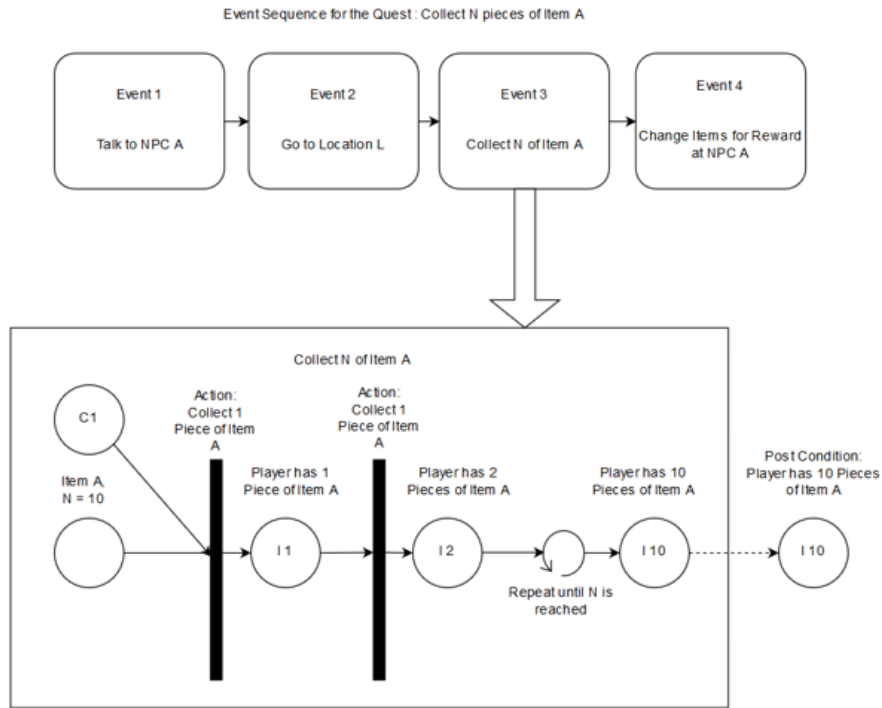 Event Sequence for the Quest : Collect N pieces of Item A
Event 1
Talk to NPC A
Event 2
Go to Location L
Event 3
Collect N of Item A
Event 4
Change Items for Reward
at NPC A
Collect N of Item A
C1
Item A,
N = 10
Action:
Collect 1
Piece of Item
A
Player has 1
Piece of Item A
I 1
Action:
Collect 1
Piece of Item
A
Player has 2
Pieces of Item A
I 2
Repeat until N is
reached
Player has 10
Pieces of Item A
I 10
Post Condition:
Player has 10 Pieces
of Item A
I 10